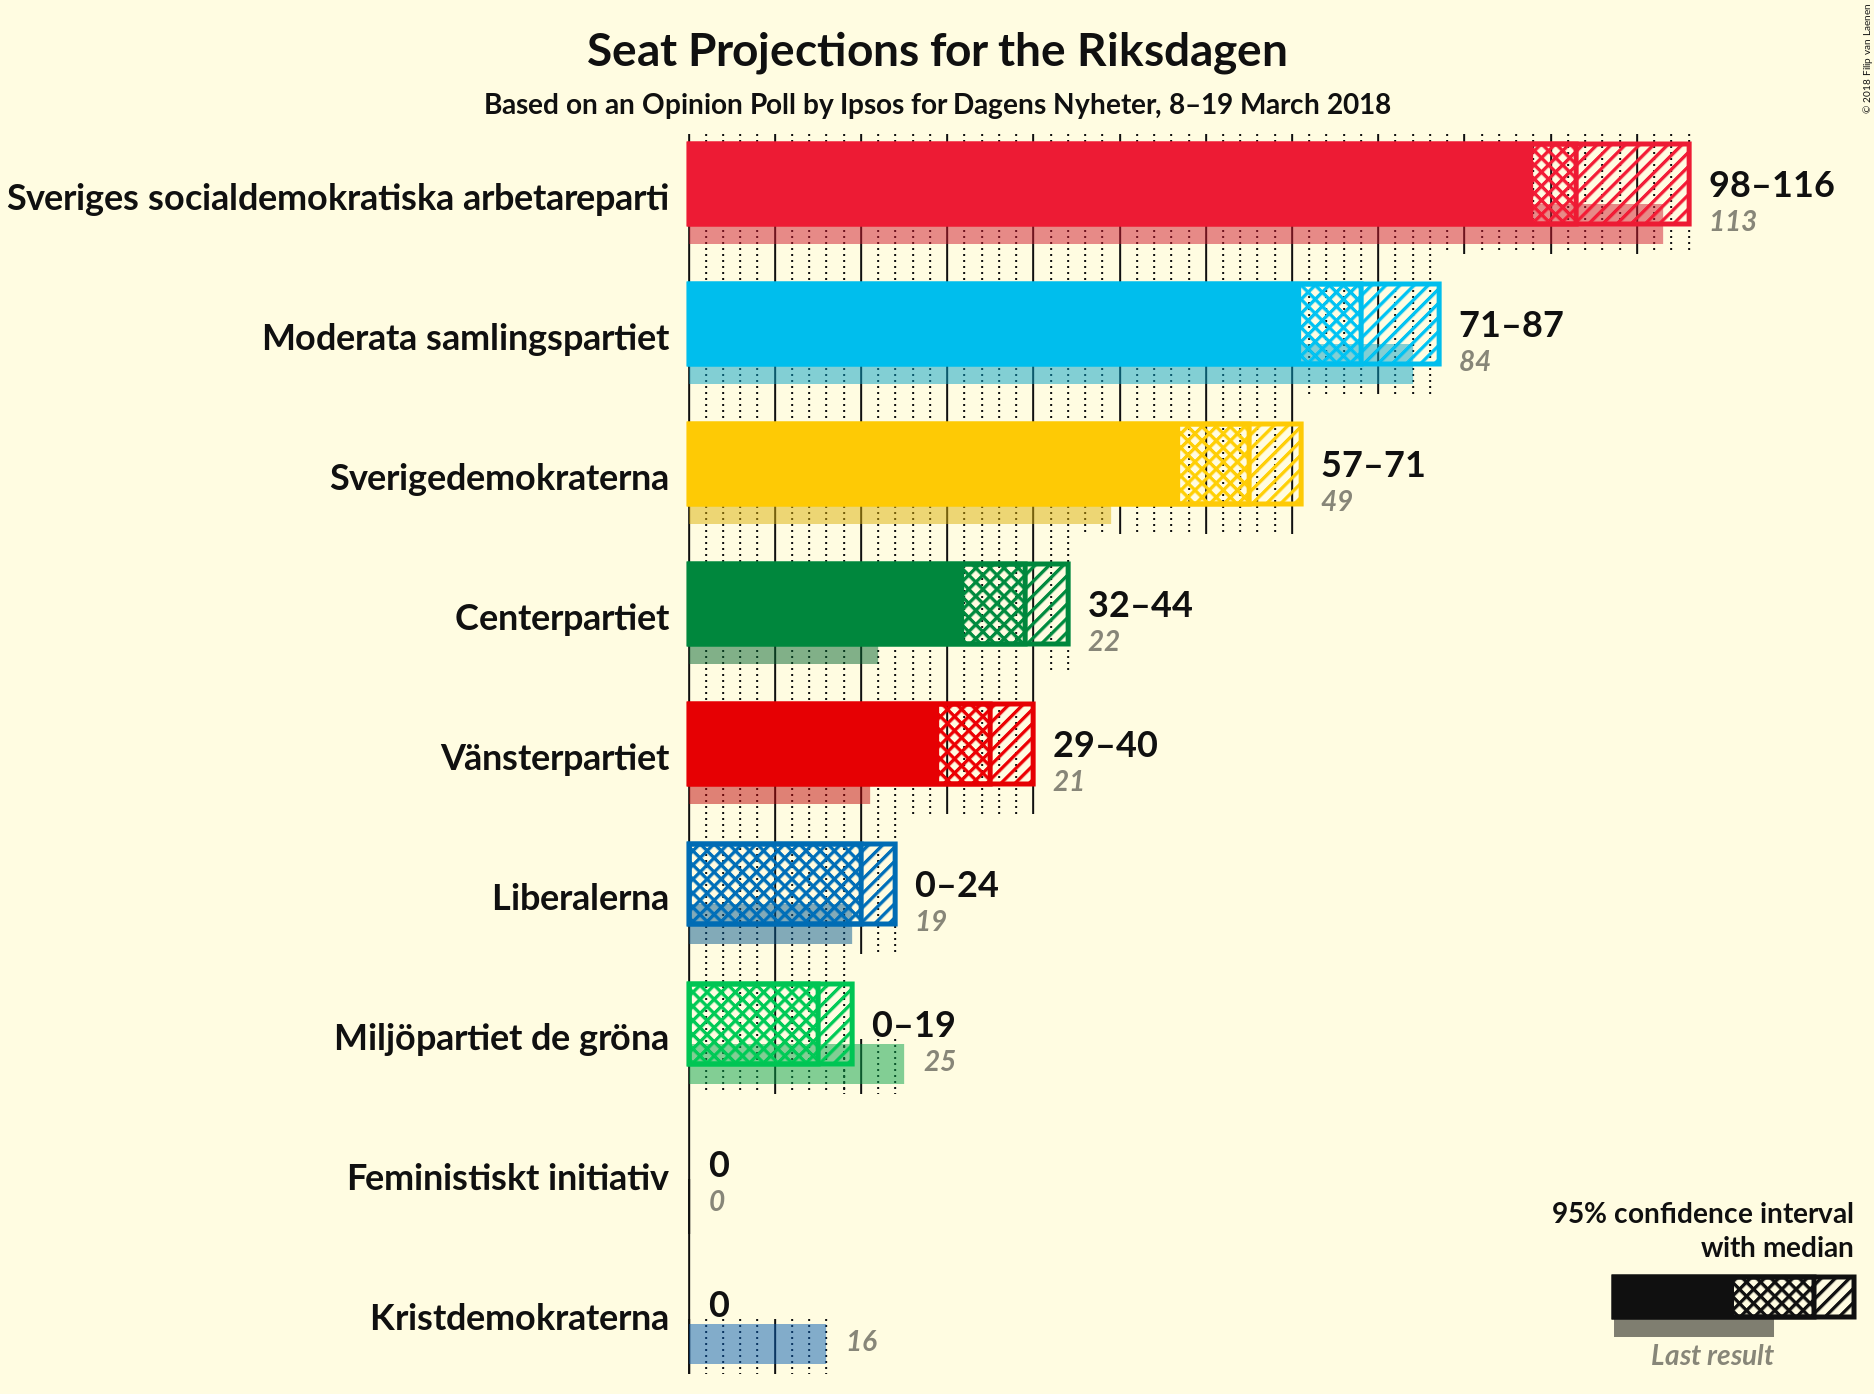 Seat Projections for the Riksdagen
Based on an Opinion Poll by Ipsos for Dagens Nyheter, 8–19 March 2018
© 2018 Filip van Laenen
Sveriges socialdemokratiska arbetareparti
98–116
113
Moderata samlingspartiet
71–87
84
Sverigedemokraterna
57–71
49
Centerpartiet
32–44
22
Vänsterpartiet
29–40
21
Liberalerna
0–24
19
Miljöpartiet de gröna
0–19
25
Feministiskt initiativ
0
0
Kristdemokraterna
0
16
95% confidence interval
with median
Last result